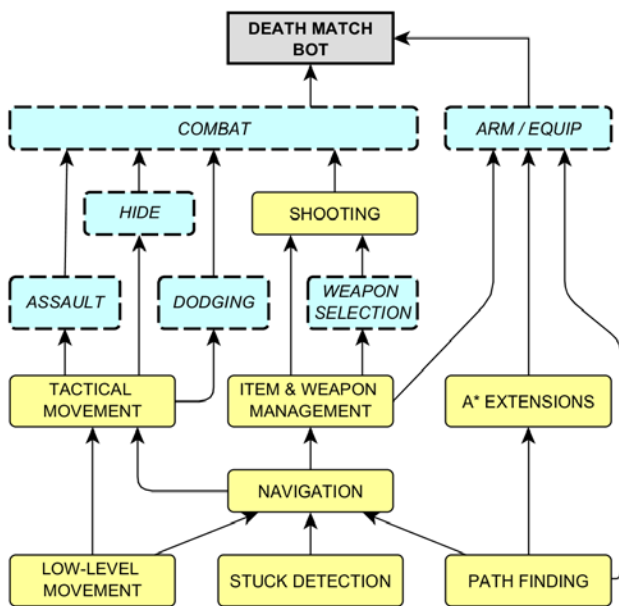 DEATH MATCH
BOT
COMBAT
ARM / EQUIP
HIDE
SHOOTING
ASSAULT
DODGING
WEAPON
SELECTION
TACTICAL
MOVEMENT
ITEM & WEAPON
MANAGEMENT
A* EXTENSIONS
NAVIGATION
LOW-LEVEL
MOVEMENT
STUCK DETECTION
PATH FINDING